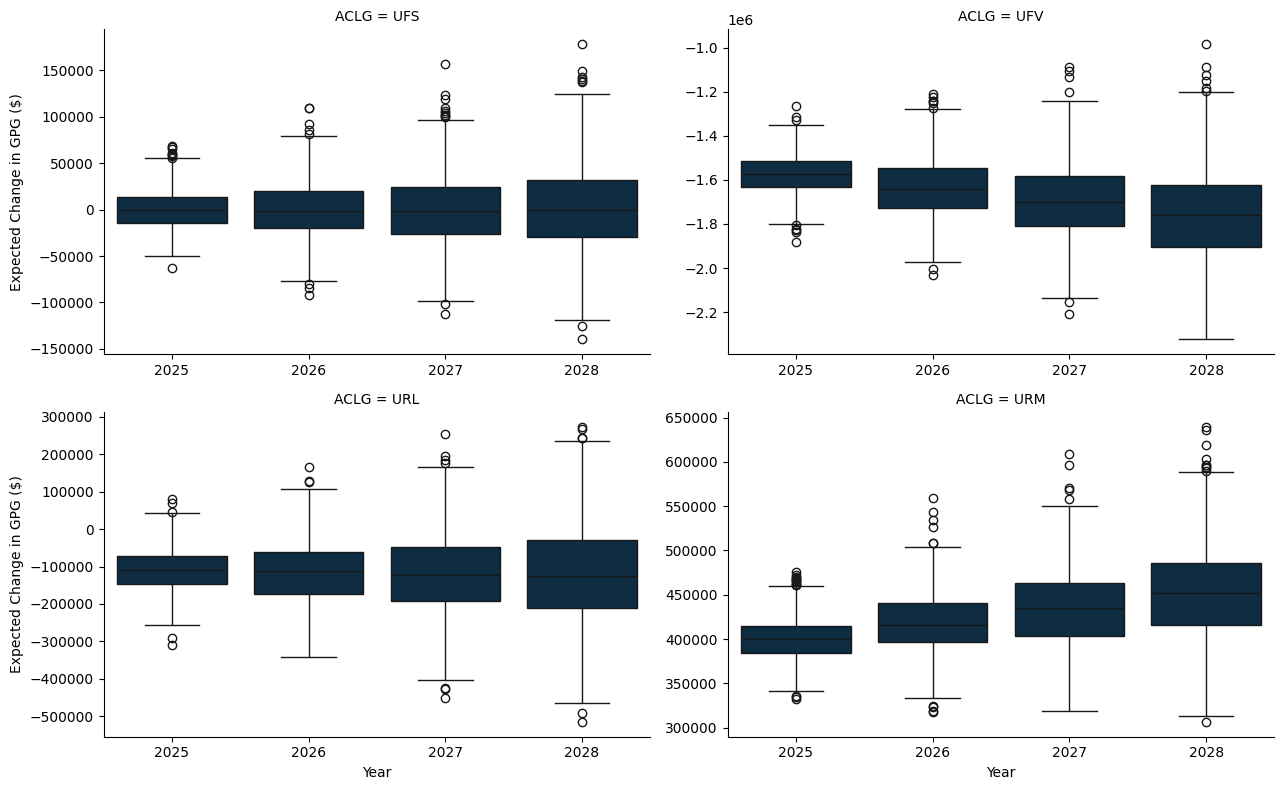 ACLG = UFS
Expected Change in GPG ($)
150000
100000
50000
0
−50000
−100000
−150000
2025 2026 2027 2028
ACLG = UFV
1e6
−1.0
−1.2
−1.4
−1.6
−1.8
−2.0
−2.2
2025 2026 2027 2028
ACLG = URL
Expected Change in GPG ($)
300000
200000
100000
0
−100000
−200000
−300000
−400000
−500000
2025 2026 2027 2028
Year
ACLG = URM
650000
600000
550000
500000
450000
400000
350000
300000
2025 2026 2027 2028
Year